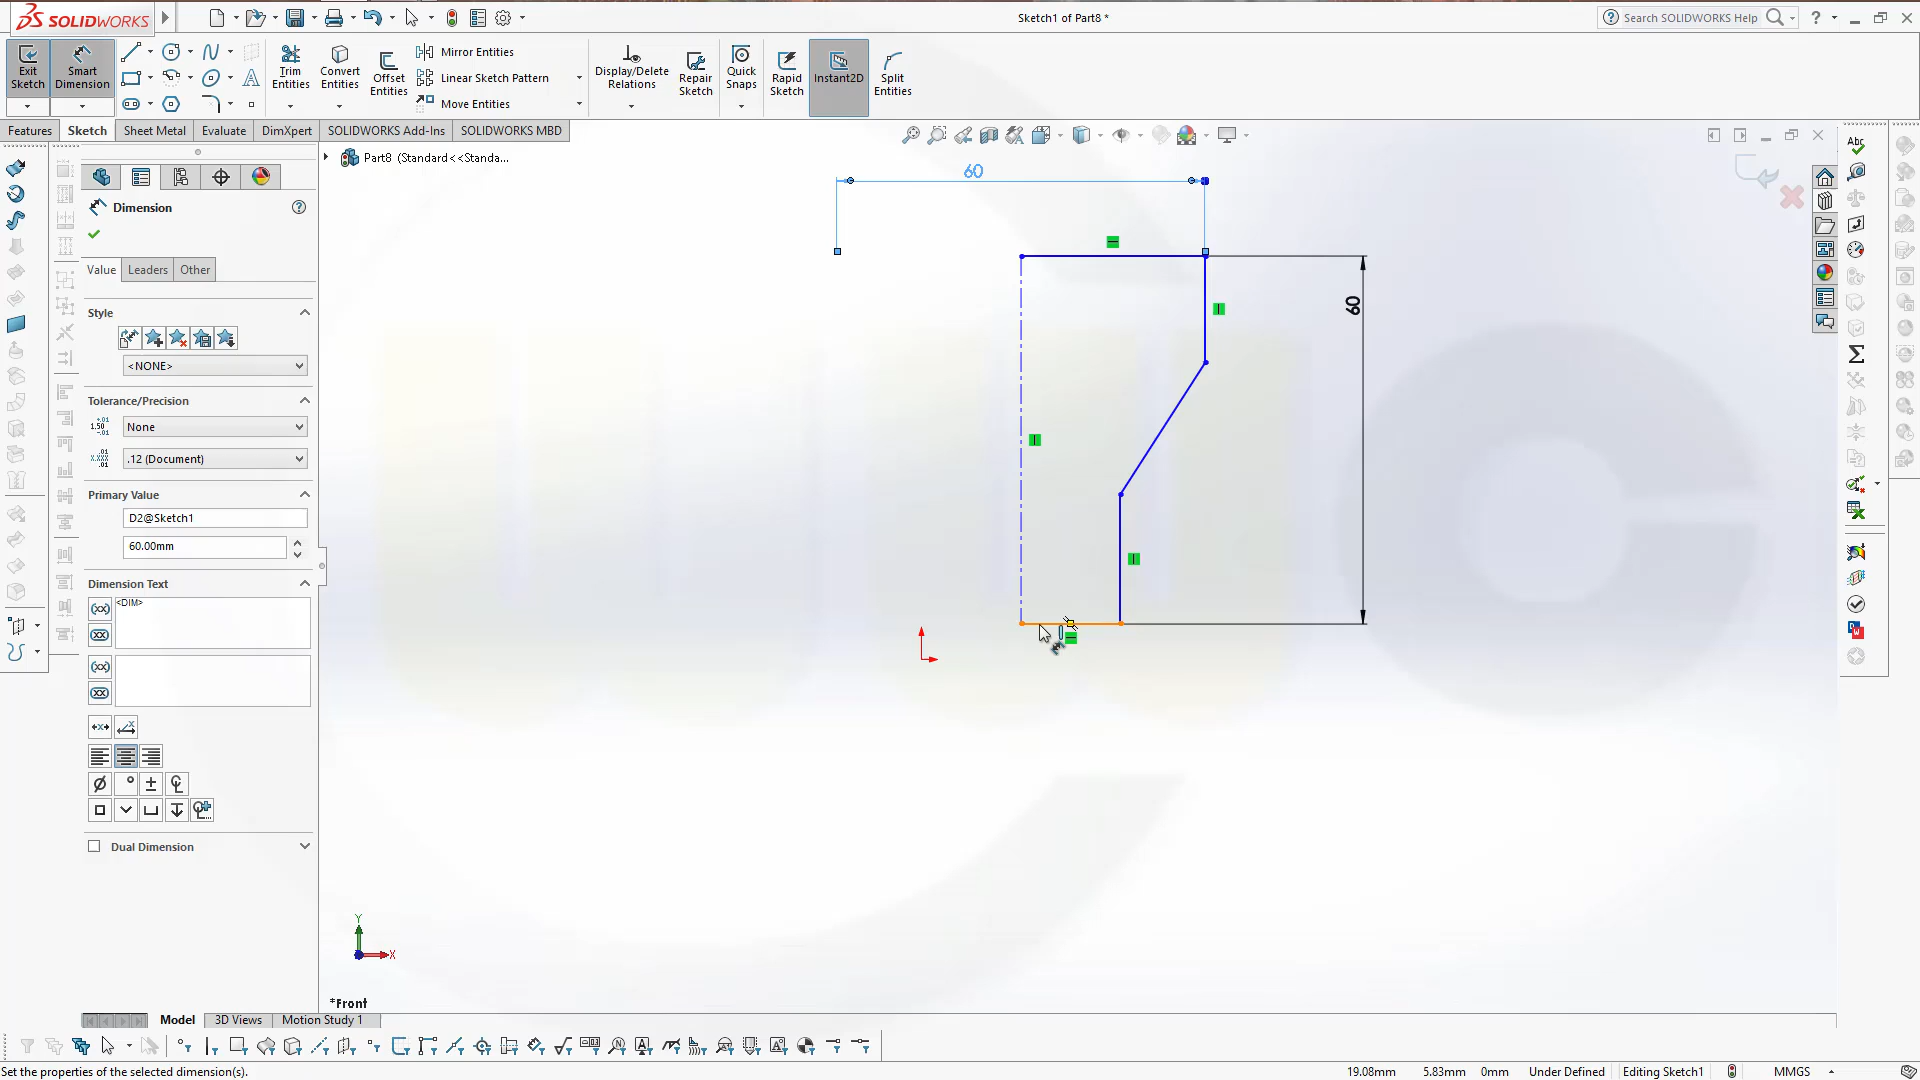 SOLIDWORKS
Sketch1 of Part8 *
Search SOLIDWORKS Help
Exit Sketch
Smart Dimension
Trim Entities
Convert Entities
Offset Entities
Mirror Entities
Linear Sketch Pattern
Move Entities
Display/Delete Relations
Repair Sketch
Quick Snaps
Rapid Sketch
Instant2D
Split Entities
Features
Sketch
Sheet Metal
Evaluate
DimXpert
SOLIDWORKS Add-Ins
SOLIDWORKS MBD
Part8 (Standard<<Standa...
Dimension
Value
Leaders
Other
Style
<NONE>
Tolerance/Precision
None
.12 (Document)
Primary Value
D2@Sketch1
60.00mm
Dimension Text
<DIM>
Dual Dimension
60
60
Abc
Y
X
*Front
Model
3D Views
Motion Study 1
Set the properties of the selected dimension(s).
19.08mm
5.83mm
0mm
Under Defined
Editing Sketch1
MMGS